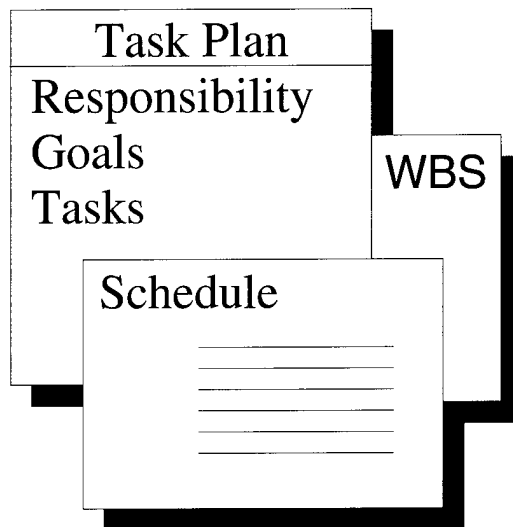 Task Plan
Responsibility
Goals
Tasks
WBS
Schedule